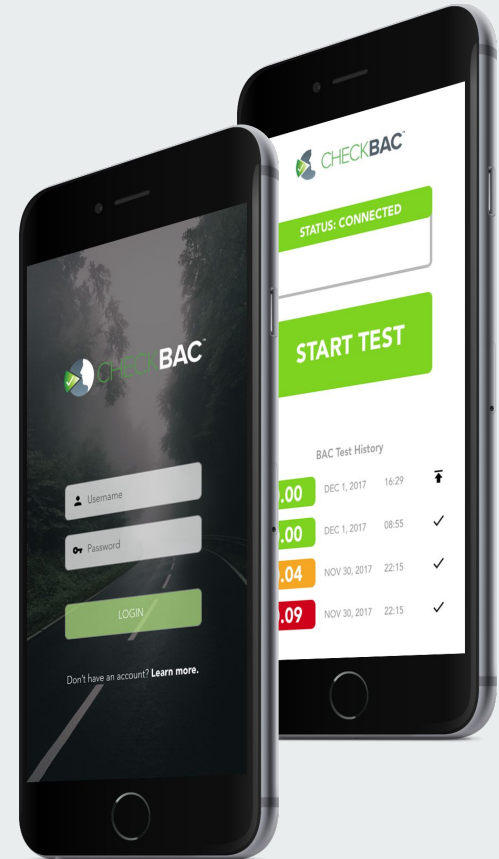 CHECKBAC™
Username
Password
LOGIN
Don't have an account? Learn more.
CHECKBAC™
STATUS: CONNECTED
START TEST
BAC Test History
.00 DEC 1, 2017 16:29
.00 DEC 1, 2017 08:55
.04 NOV 30, 2017 22:15
.09 NOV 30, 2017 22:15